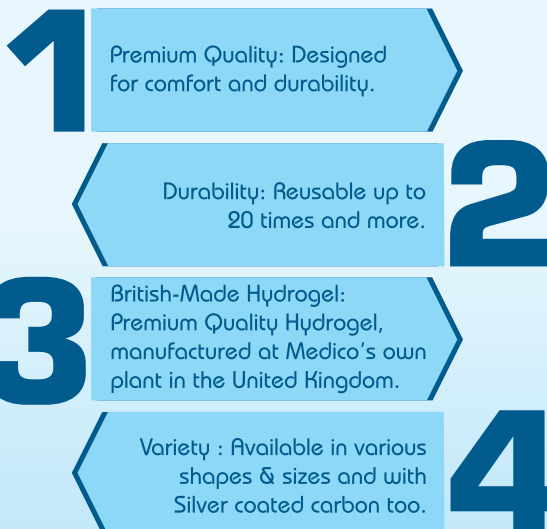 1
Premium Quality: Designed
for comfort and durability.
2
Durability: Reusable up to
20 times and more.
3
British-Made Hydrogel:
Premium Quality Hydrogel,
manufactured at Medico's own
plant in the United Kingdom.
4
Variety : Available in various
shapes & sizes and with
Silver coated carbon too.